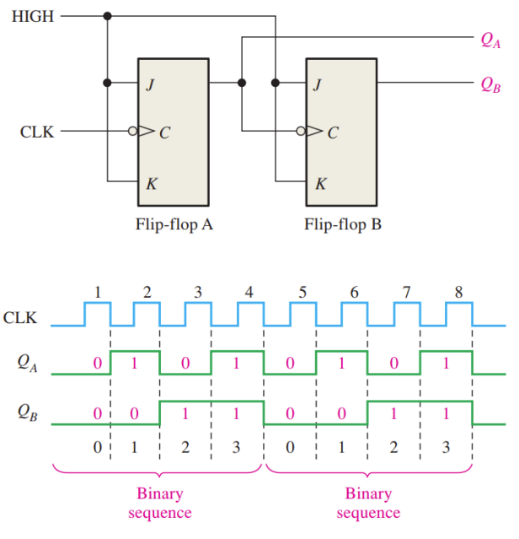 HIGH
Q_A
J J Q_B
CLK C C
K K
Flip-flop A Flip-flop B
1 2 3 4 5 6 7 8
CLK
Q_A 0 1 0 1 0 1 0 1
Q_B 0 0 1 1 0 0 1 1
0 1 2 3 0 1 2 3
Binary Binary
sequence sequence